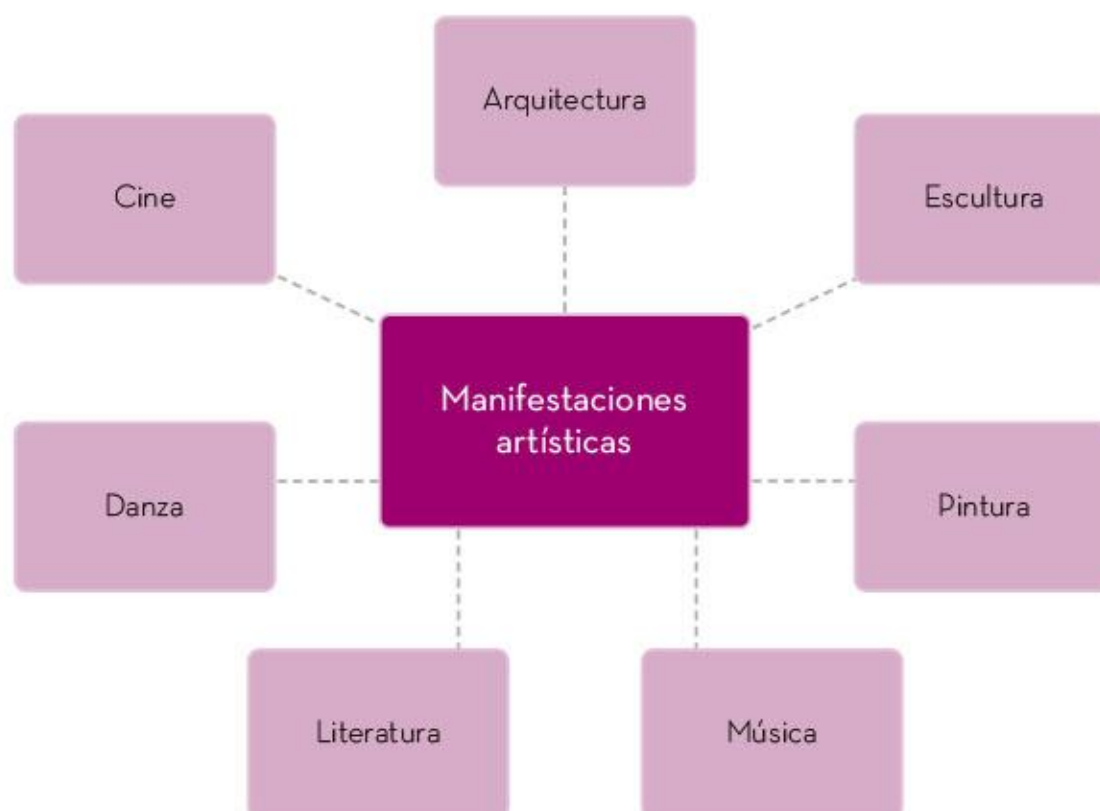 Arquitectura
Cine
Escultura
Manifestaciones
artísticas
Danza
Pintura
Literatura
Música